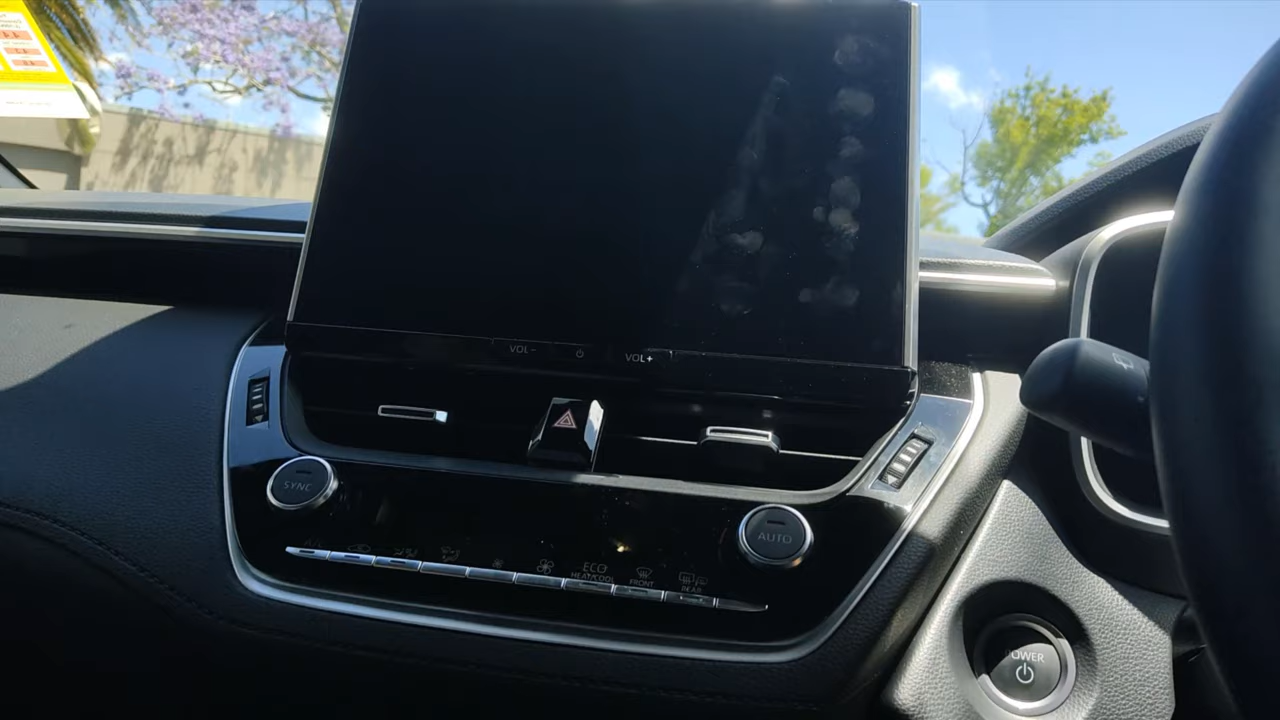 VOL-
VOL+
SYNC
AUTO
ECO
HEAT/COOL
FRONT
REAR
POWER